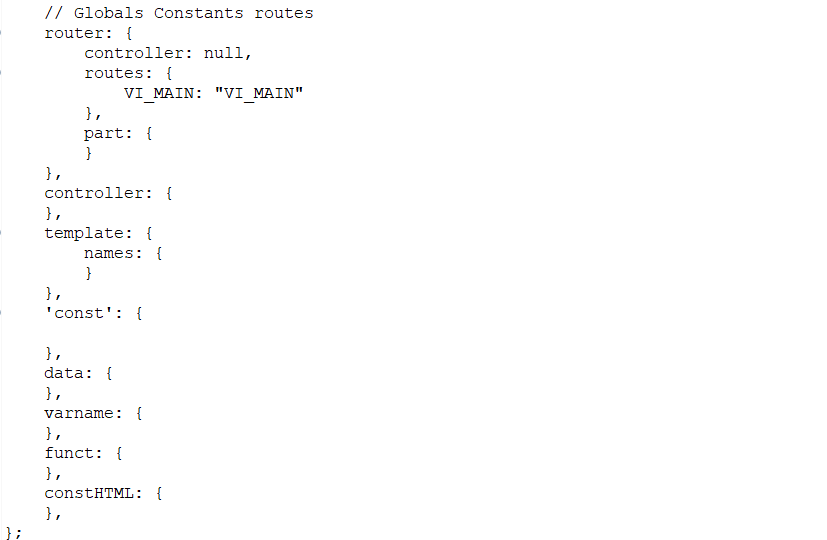 // Globals Constants routes
    router: {
        controller: null,
        routes: {
            VI_MAIN: "VI_MAIN"
        },
        part: {
        }
    },
    controller: {
    },
    template: {
        names: {
        }
    },
    'const': {

    },
    data: {
    },
    varname: {
    },
    funct: {
    },
    constHTML: {
    },
};